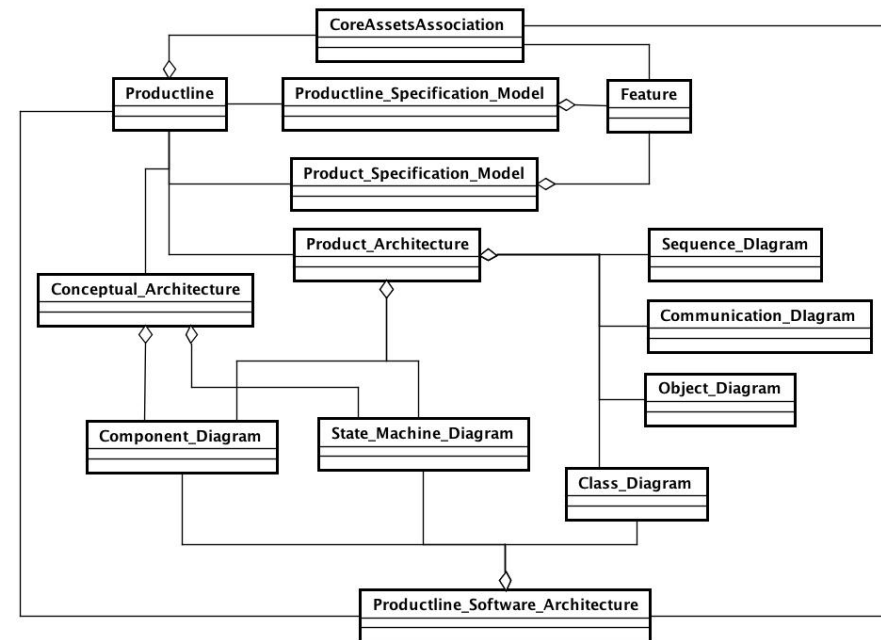 CoreAssetsAssociation
Productline
Productline_Specification_Model
Feature
Product_Specification_Model
Product_Architecture
Sequence_DIagram
Conceptual_Architecture
Communication_DIagram
Object_Diagram
Component_Diagram
State_Machine_Diagram
Class_Diagram
Productline_Software_Architecture